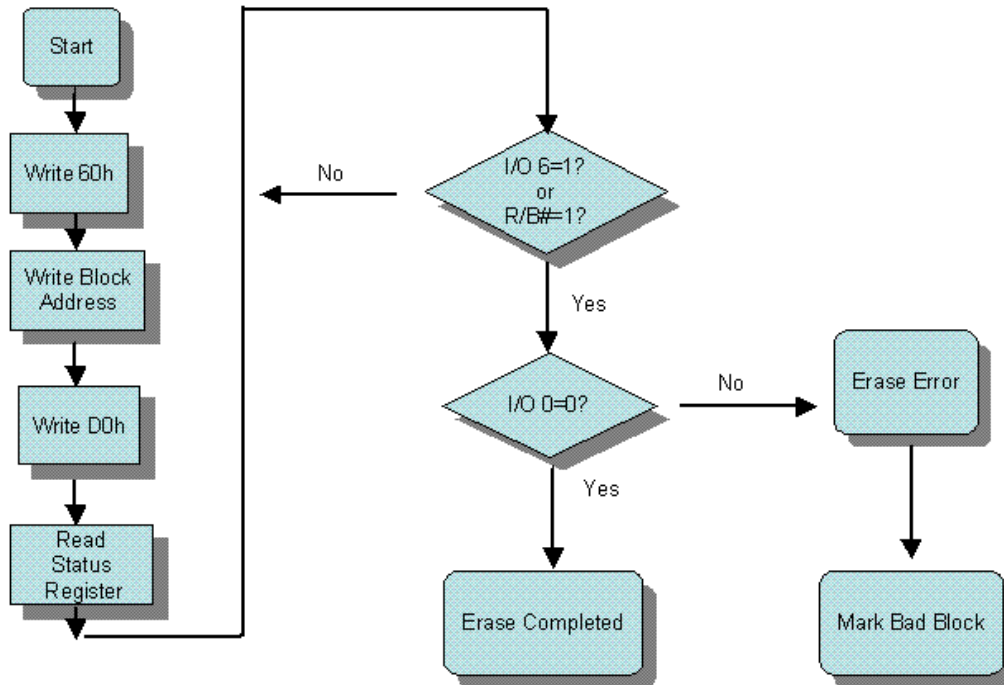 Start
Write 60h
Write Block
Address
Write D0h
Read
Status
Register
I/O 6=1?
or
R/B#=1?
No
Yes
I/O 0=0?
No
Yes
Erase Error
Erase Completed
Mark Bad Block